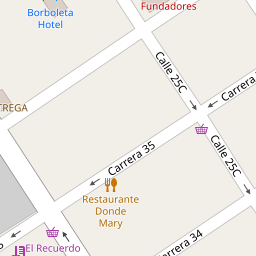 Borboleta
Hotel
Fundadores
Calle 25C
Carrera
TREGA
Carrera 35
Calle 25C
Restaurante
Donde
Mary
Carrera 34
El Recuerdo